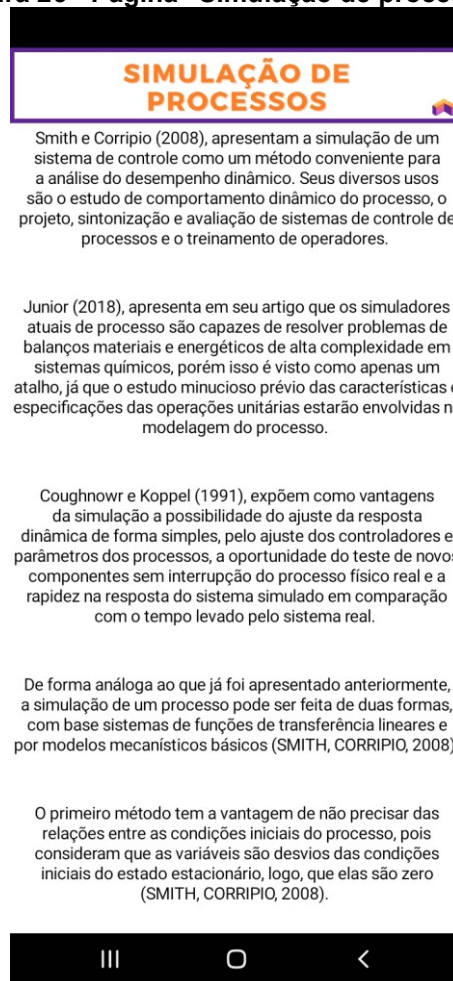 Página "Simulação de
SIMULAÇÃO DE
PROCESSOS
Smith e Corripio (2008), apresentam a simulação de um
sistema de controle como um método conveniente para
a análise do desempenho dinâmico. Seus diversos usos
são o estudo de comportamento dinâmico do processo, o
projeto, sintonização e avaliação de sistemas de controle de
processos e o treinamento de operadores.
Junior (2018), apresenta em seu artigo que os simuladores
atuais de processo são capazes de resolver problemas de
balanços materiais e energéticos de alta complexidade em
sistemas químicos, porém isso é visto como apenas um
atalho, já que o estudo minucioso prévio das características
especificações das operações unitárias estarão envolvidas
modelagem do processo.
Coughnowr e Koppel (1991), expõem como vantagens
da simulação a possibilidade do ajuste da resposta
dinâmica de forma simples, pelo ajuste dos controladores e
parâmetros dos processos, a oportunidade do teste de novos
componentes sem interrupção do processo físico real e a
rapidez na resposta do sistema simulado em comparação
com o tempo levado pelo sistema real.
De forma análoga ao que já foi apresentado anteriormente,
a simulação de um processo pode ser feita de duas formas,
com base sistemas de funções de transferência lineares e
por modelos mecanísticos básicos (SMITH, CORRIPIO, 2008)
O primeiro método tem a vantagem de não precisar das
relações entre as condições iniciais do processo, pois
consideram que as variáveis são desvios das condições
iniciais do estado estacionário, logo, que elas são zero
(SMITH, CORRIPIO, 2008).